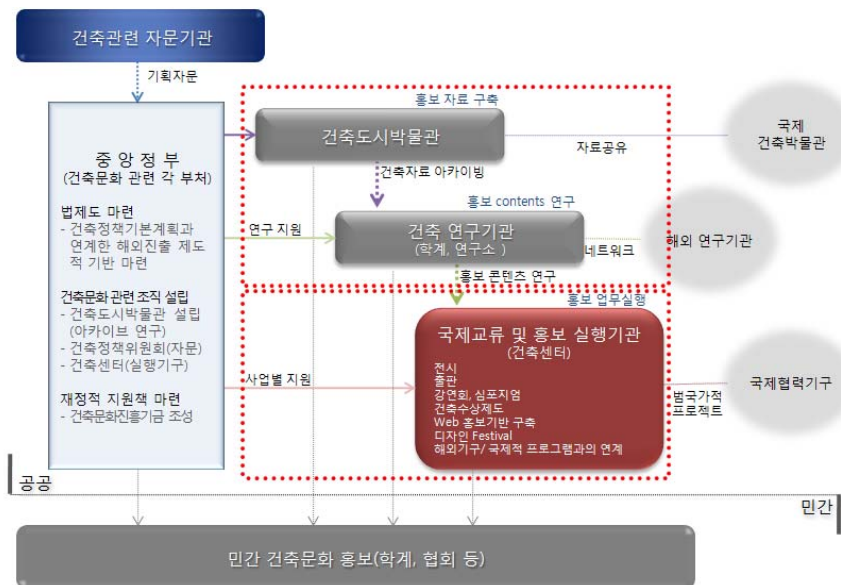 건축관련 자문기관
기획자문
중앙정부
(건축문화 관련 각 부처)
법제도 마련
- 건축정책기본계획과
연계한 해외진출 제도
적 기반 마련
건축문화 관련 조직 설립
- 건축도시박물관 설립
(아카이브 연구)
- 건축정책위원회(자문)
- 건축센터(실행기구)
재정적 지원책 마련
- 건축문화진흥기금 조성
홍보 자료 구축
건축도시박물관
자료공유
국제
건축박물관
건축자료 아카이빙
홍보 contents 연구
연구 지원
건축 연구기관
(학계, 연구소 )
네트워크
해외 연구기관
홍보 콘텐츠 연구
홍보 업무실행
사업별 지원
국제교류 및 홍보 실행기관
(건축센터)
전시
출판
강연회, 심포지엄
건축수상제도
Web 홍보기반 구축
디자인 Festival
해외기구/ 국제적 프로그램과의 연계
범국가적
프로젝트
국제협력기구
공공
민간
민간 건축문화 홍보(학계, 협회 등)